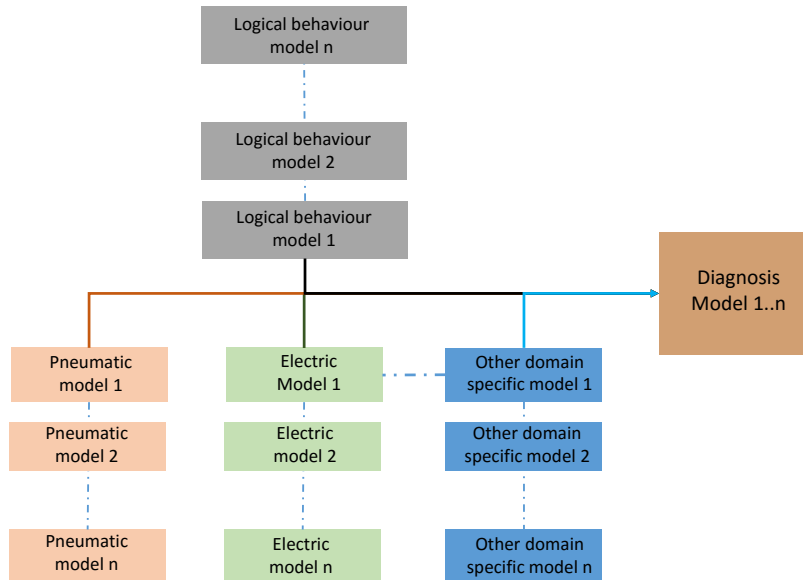 Logical behaviour
model n
Logical behaviour
model 2
Logical behaviour
model 1
Diagnosis
Model 1..n
Pneumatic
model 1
Electric
Model 1
Other domain
specific model 1
Pneumatic
model 2
Electric
model 2
Other domain
specific model 2
Pneumatic
model n
Electric
model n
Other domain
specific model n